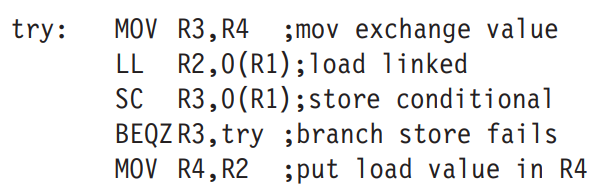 try: MOV R3,R4 ;mov exchange value
LL R2,0(R1);load linked
SC R3,0(R1);store conditional
BEQZ R3,try ;branch store fails
MOV R4,R2 ;put load value in R4